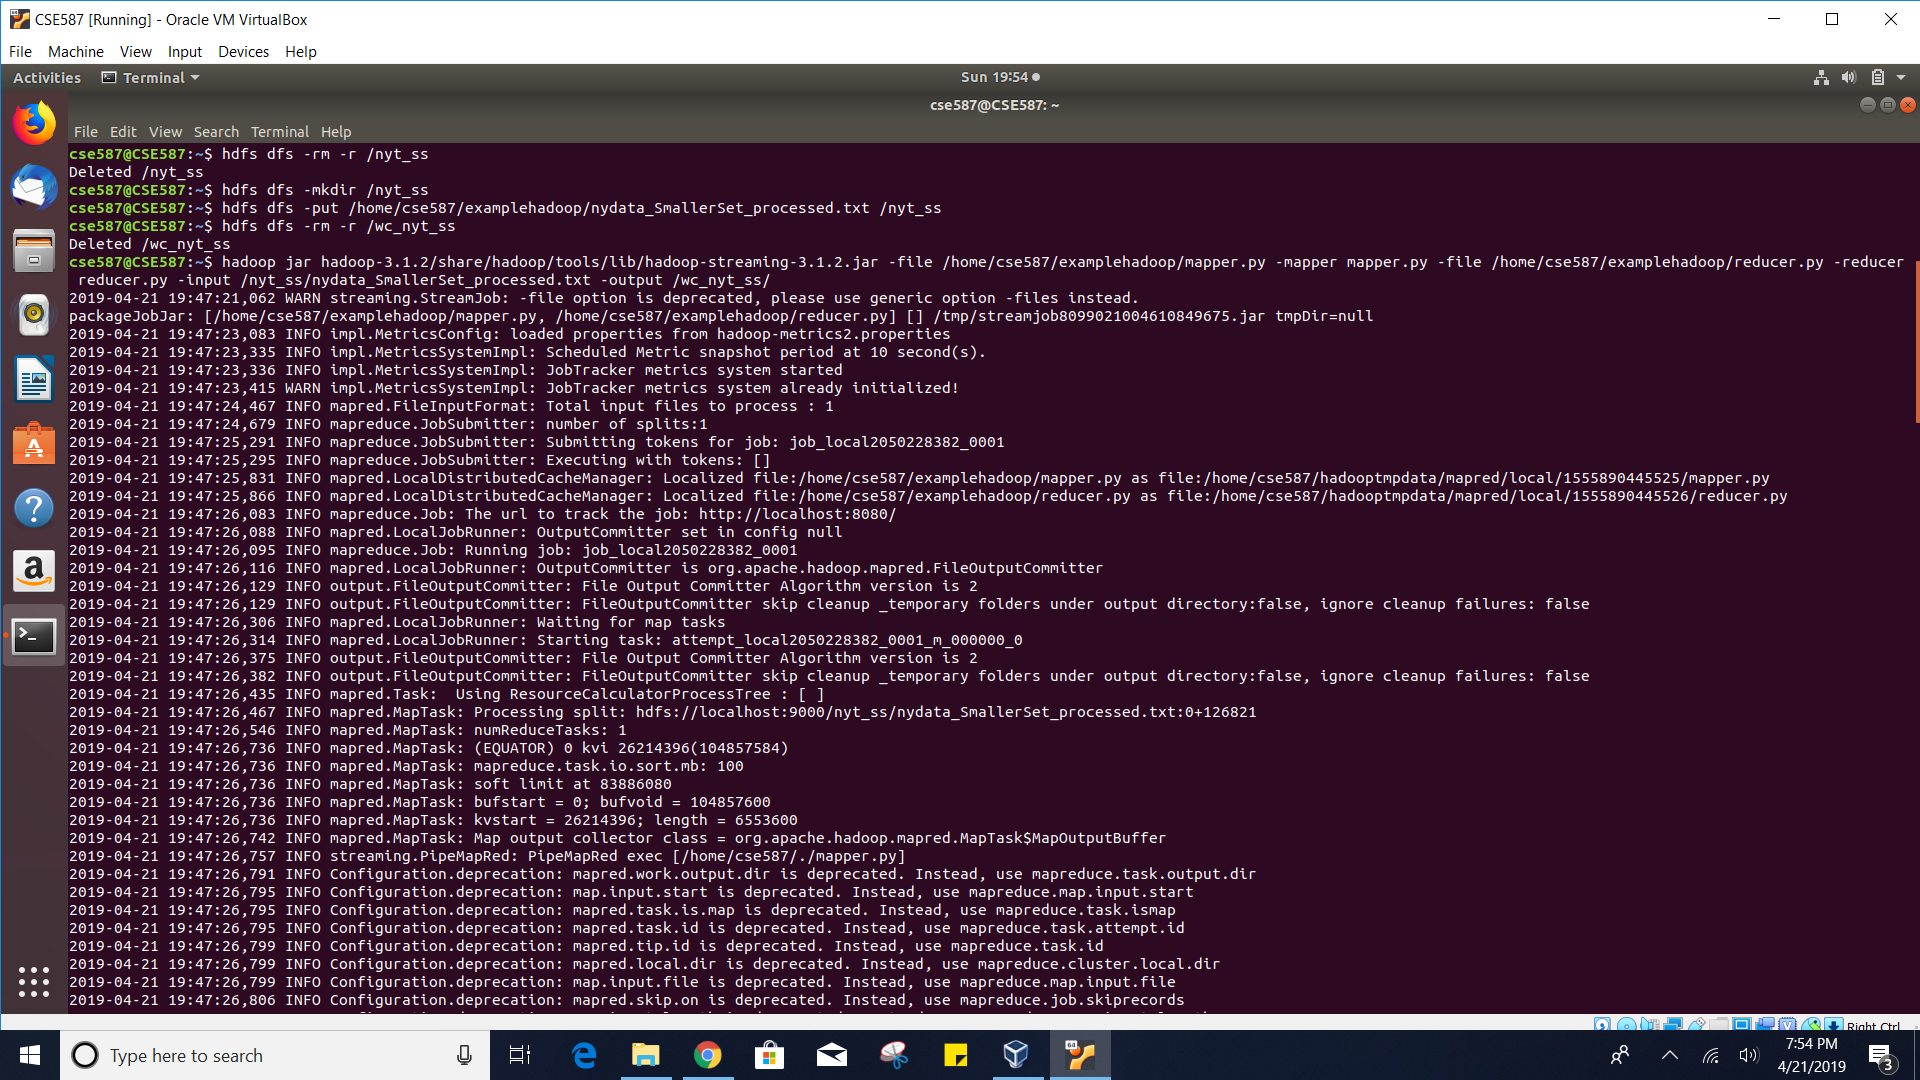 CSE587 [Running] - Oracle VM VirtualBox
File Machine View Input Devices Help
Activities Terminal Sun 19:54
cse587@CSE587: ~
File Edit View Search Terminal Help
cse587@CSE587:~$ hdfs dfs -rm -r /nyt_ss
Deleted /nyt_ss
cse587@CSE587:~$ hdfs dfs -mkdir /nyt_ss
cse587@CSE587:~$ hdfs dfs -put /home/cse587/examplehadoop/nydata_SmallerSet_processed.txt /nyt_ss
cse587@CSE587:~$ hdfs dfs -rm -r /wc_nyt_ss
Deleted /wc_nyt_ss
cse587@CSE587:~$ hadoop jar hadoop-3.1.2/share/hadoop/tools/lib/hadoop-streaming-3.1.2.jar -file /home/cse587/examplehadoop/mapper.py -mapper mapper.py -file /home/cse587/examplehadoop/reducer.py -reducer
reducer.py -input /nyt_ss/nydata_SmallerSet_processed.txt -output /wc_nyt_ss/
2019-04-21 19:47:21,062 WARN streaming.StreamJob: -file option is deprecated, please use generic option -files instead.
packageJobJar: [/home/cse587/examplehadoop/mapper.py, /home/cse587/examplehadoop/reducer.py] [] /tmp/streamjob8099021004610849675.jar tmpDir=null
2019-04-21 19:47:23,083 INFO impl.MetricsConfig: loaded properties from hadoop-metrics2.properties
2019-04-21 19:47:23,335 INFO impl.MetricsSystemImpl: Scheduled Metric snapshot period at 10 second(s).
2019-04-21 19:47:23,336 INFO impl.MetricsSystemImpl: JobTracker metrics system started
2019-04-21 19:47:23,415 WARN impl.MetricsSystemImpl: JobTracker metrics system already initialized!
2019-04-21 19:47:24,467 INFO mapred.FileInputFormat: Total input files to process : 1
2019-04-21 19:47:24,679 INFO mapreduce.JobSubmitter: number of splits:1
2019-04-21 19:47:25,291 INFO mapreduce.JobSubmitter: Submitting tokens for job: job_local2050228382_0001
2019-04-21 19:47:25,295 INFO mapreduce.JobSubmitter: Executing with tokens: []
2019-04-21 19:47:25,831 INFO mapred.LocalDistributedCacheManager: Localized file:/home/cse587/examplehadoop/mapper.py as file:/home/cse587/hadooptmpdata/mapred/local/1555890445525/mapper.py
2019-04-21 19:47:25,866 INFO mapred.LocalDistributedCacheManager: Localized file:/home/cse587/examplehadoop/reducer.py as file:/home/cse587/hadooptmpdata/mapred/local/1555890445526/reducer.py
2019-04-21 19:47:26,083 INFO mapreduce.Job: The url to track the job: http://localhost:8080/
2019-04-21 19:47:26,088 INFO mapred.LocalJobRunner: OutputCommitter set in config null
2019-04-21 19:47:26,095 INFO mapreduce.Job: Running job: job_local2050228382_0001
2019-04-21 19:47:26,116 INFO mapred.LocalJobRunner: OutputCommitter is org.apache.hadoop.mapred.FileOutputCommitter
2019-04-21 19:47:26,129 INFO output.FileOutputCommitter: File Output Committer Algorithm version is 2
2019-04-21 19:47:26,129 INFO output.FileOutputCommitter: FileOutputCommitter skip cleanup _temporary folders under output directory:false, ignore cleanup failures: false
2019-04-21 19:47:26,306 INFO mapred.LocalJobRunner: Waiting for map tasks
2019-04-21 19:47:26,314 INFO mapred.LocalJobRunner: Starting task: attempt_local2050228382_0001_m_000000_0
2019-04-21 19:47:26,375 INFO output.FileOutputCommitter: File Output Committer Algorithm version is 2
2019-04-21 19:47:26,382 INFO output.FileOutputCommitter: FileOutputCommitter skip cleanup _temporary folders under output directory:false, ignore cleanup failures: false
2019-04-21 19:47:26,435 INFO mapred.Task:  Using ResourceCalculatorProcessTree : [ ]
2019-04-21 19:47:26,467 INFO mapred.MapTask: Processing split: hdfs://localhost:9000/nyt_ss/nydata_SmallerSet_processed.txt:0+126821
2019-04-21 19:47:26,546 INFO mapred.MapTask: numReduceTasks: 1
2019-04-21 19:47:26,736 INFO mapred.MapTask: (EQUATOR) 0 kvi 26214396(104857584)
2019-04-21 19:47:26,736 INFO mapred.MapTask: mapreduce.task.io.sort.mb: 100
2019-04-21 19:47:26,736 INFO mapred.MapTask: soft limit at 83886080
2019-04-21 19:47:26,736 INFO mapred.MapTask: bufstart = 0; bufvoid = 104857600
2019-04-21 19:47:26,736 INFO mapred.MapTask: kvstart = 26214396; length = 6553600
2019-04-21 19:47:26,742 INFO mapred.MapTask: Map output collector class = org.apache.hadoop.mapred.MapTask$MapOutputBuffer
2019-04-21 19:47:26,757 INFO streaming.PipeMapRed: PipeMapRed exec [/home/cse587/./mapper.py]
2019-04-21 19:47:26,791 INFO Configuration.deprecation: mapred.work.output.dir is deprecated. Instead, use mapreduce.task.output.dir
2019-04-21 19:47:26,795 INFO Configuration.deprecation: map.input.start is deprecated. Instead, use mapreduce.map.input.start
2019-04-21 19:47:26,795 INFO Configuration.deprecation: mapred.task.is.map is deprecated. Instead, use mapreduce.task.ismap
2019-04-21 19:47:26,795 INFO Configuration.deprecation: mapred.task.id is deprecated. Instead, use mapreduce.task.attempt.id
2019-04-21 19:47:26,799 INFO Configuration.deprecation: mapred.tip.id is deprecated. Instead, use mapreduce.task.id
2019-04-21 19:47:26,799 INFO Configuration.deprecation: mapred.local.dir is deprecated. Instead, use mapreduce.cluster.local.dir
2019-04-21 19:47:26,799 INFO Configuration.deprecation: map.input.file is deprecated. Instead, use mapreduce.map.input.file
2019-04-21 19:47:26,806 INFO Configuration.deprecation: mapred.skip.on is deprecated. Instead, use mapreduce.job.skiprecords
Right Ctrl
Type here to search
7:54 PM
4/21/2019
3